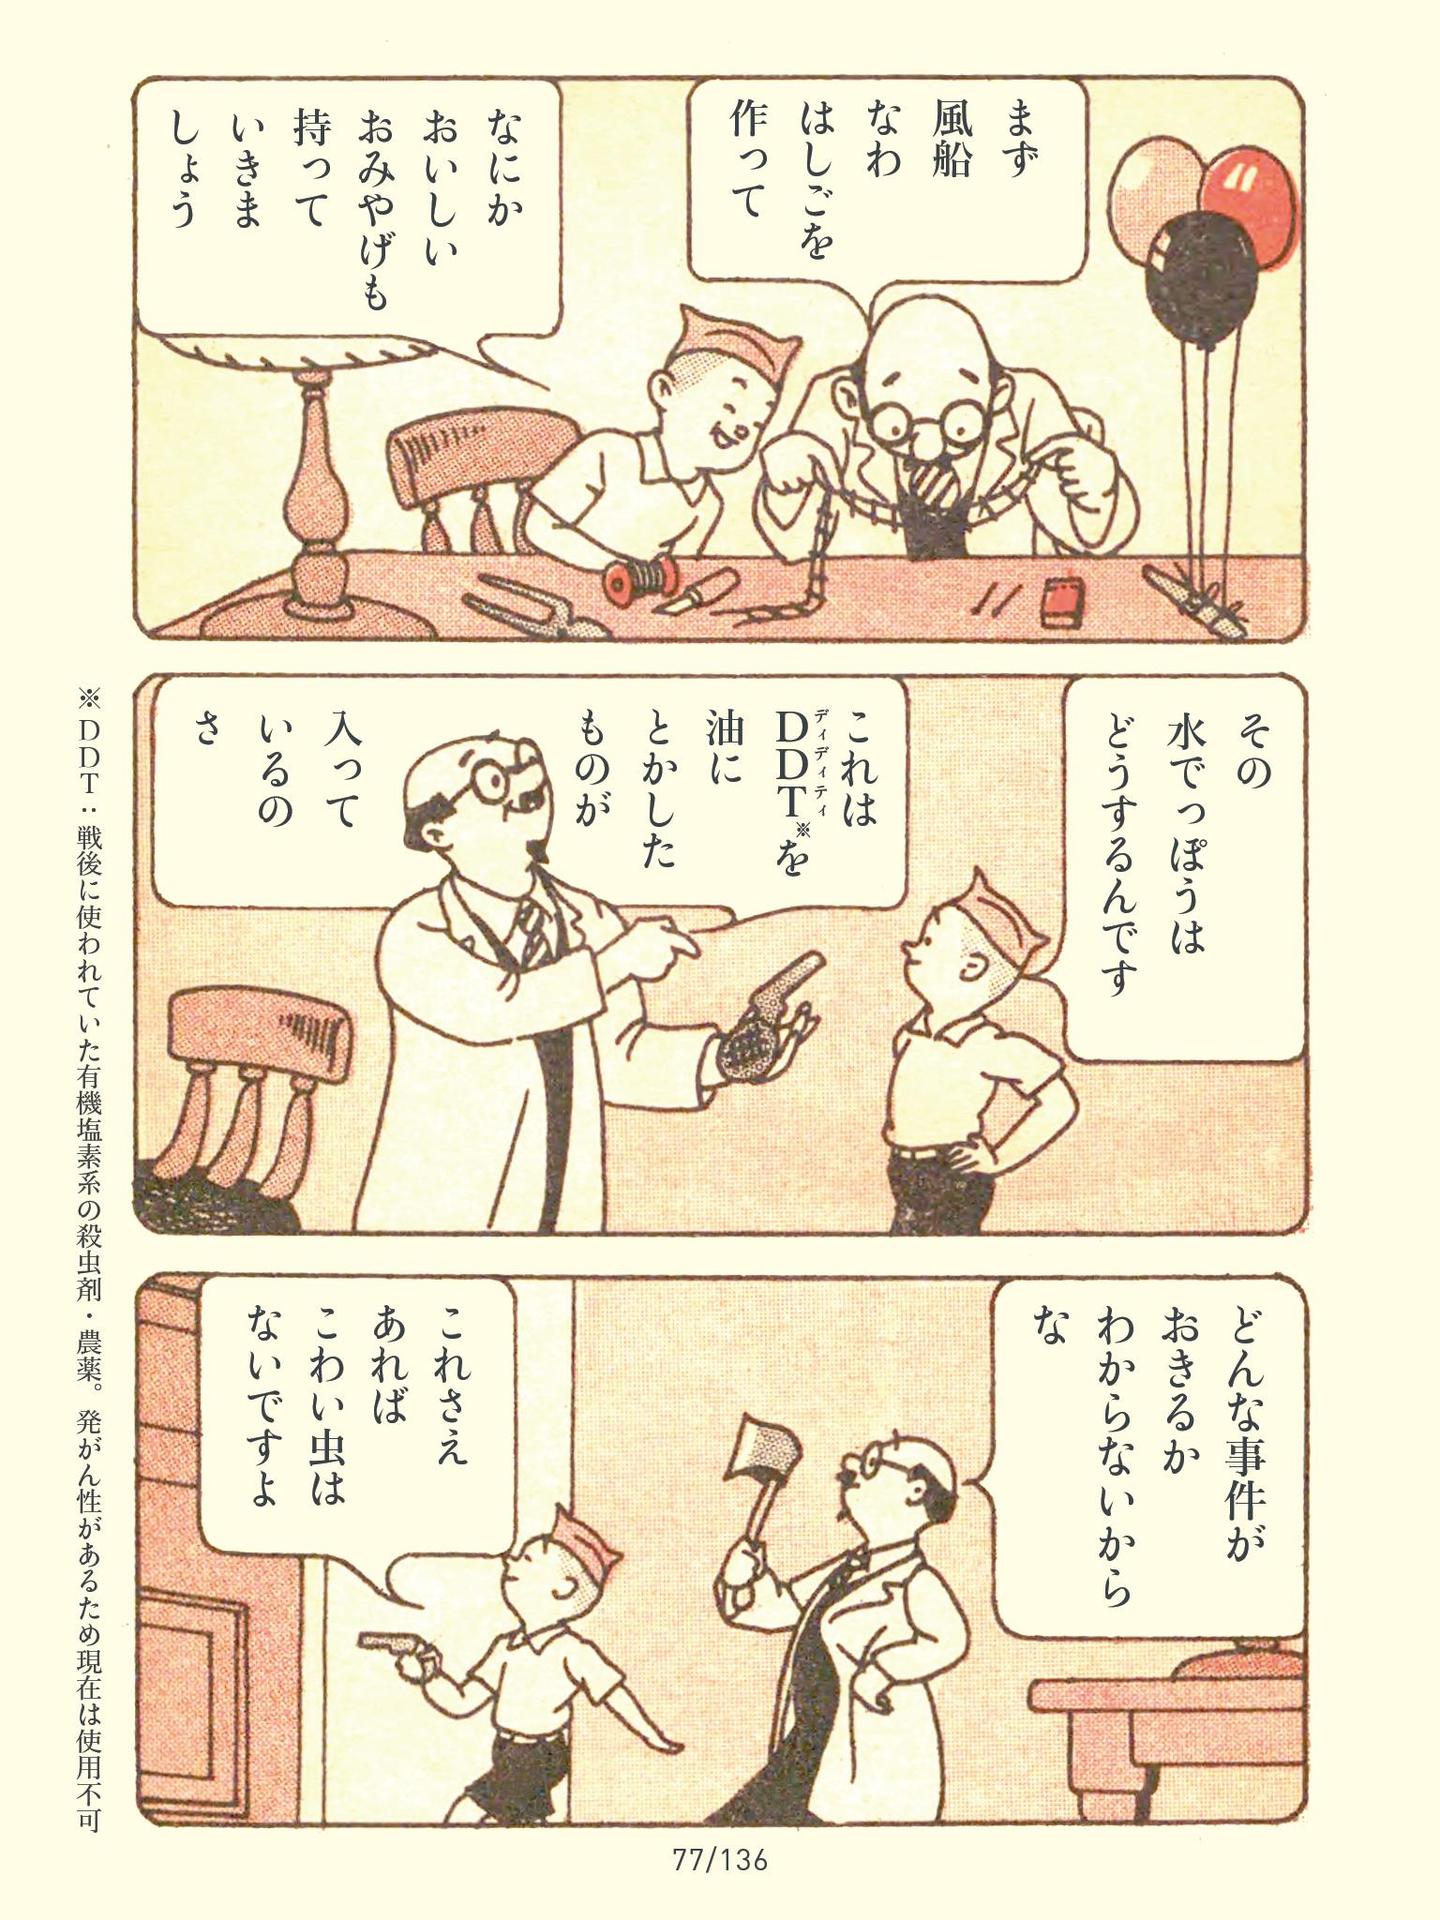 まず
風船
なわ
はしごを
作って
なにか
おいしい
おみやげも
持って
いきま
しょう
その
水でっぽうは
どうするんです
これは
DDT※を
ディディティ
油に
とかした
ものが
入って
いるの
さ
どんな事件が
おきるか
わからないから
な
これさえ
あれば
こわい虫は
ないですよ
※DDT：戦後に使われていた有機塩素系の殺虫剤・農薬。発がん性があるため現在は使用不可
77/136